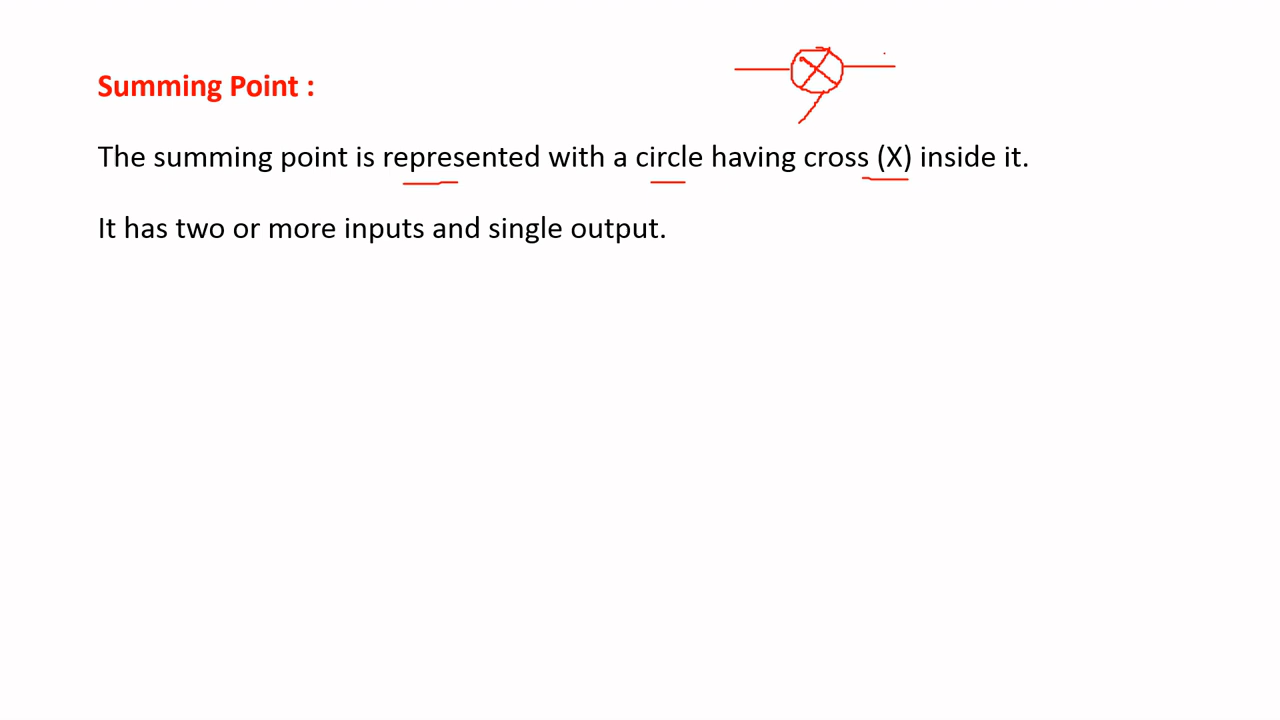 Summing Point :
The summing point is represented with a circle having cross (X) inside it.
It has two or more inputs and single output.